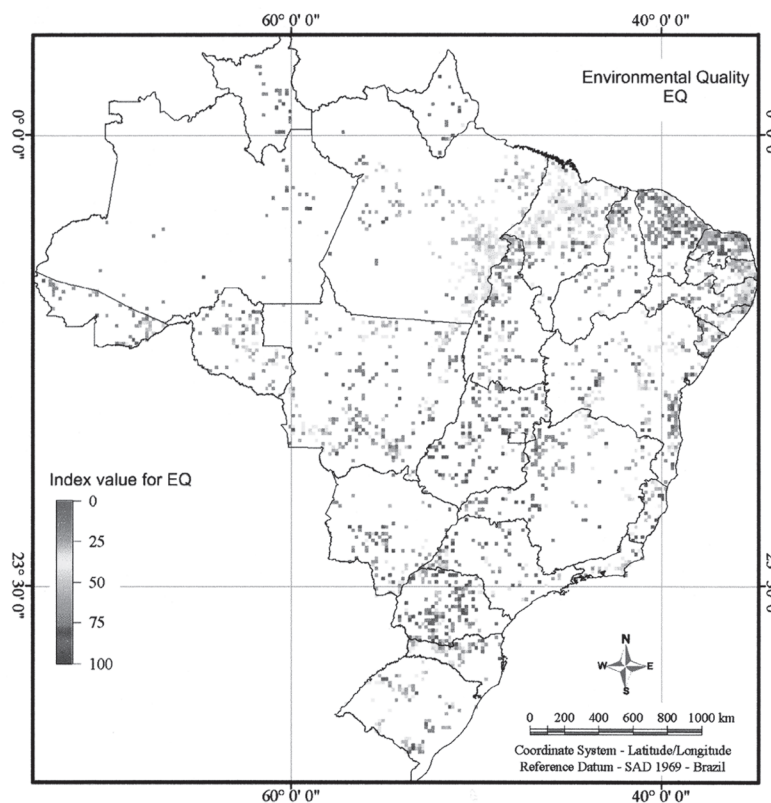 60° 0' 0"
40° 0' 0"
Environmental Quality
EQ
0° 0' 0"
Index value for EQ
0
25
50
75
100
23° 30' 0"
N
W
E
S
0
200
400
600
800
1000 km
Coordinate System - Latitude/Longitude
Reference Datum - SAD 1969 - Brazil
60° 0' 0"
40° 0' 0"